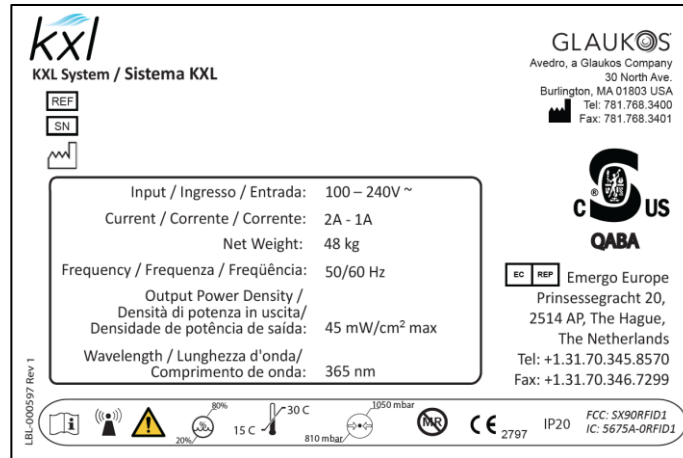 kxl
KXL System / Sistema KXL
REF
SN
GLAUKOS
Avedro, a Glaukos Company
30 North Ave.
Burlington, MA 01803 USA
Tel: 781.768.3400
Fax: 781.768.3401
Input / Ingresso / Entrada: 100 – 240V ~
Current / Corrente / Corrente: 2A - 1A
Net Weight: 48 kg
Frequency / Frequenza / Freqüência: 50/60 Hz
Output Power Density /
Densità di potenza in uscita/
Densidade de potência de saída: 45 mW/cm² max
Wavelength / Lunghezza d'onda/
Comprimento de onda: 365 nm
®
C US
QABA
EC REP Emergo Europe
Prinsessegracht 20,
2514 AP, The Hague,
The Netherlands
Tel: +1.31.70.345.8570
Fax: +1.31.70.346.7299
LBL-000597 Rev 1
20% 80%
15 C 30 C
810 mbar 1050 mbar
MR
CE 2797
IP20
FCC: SX90RFID1
IC: 5675A-0RFID1